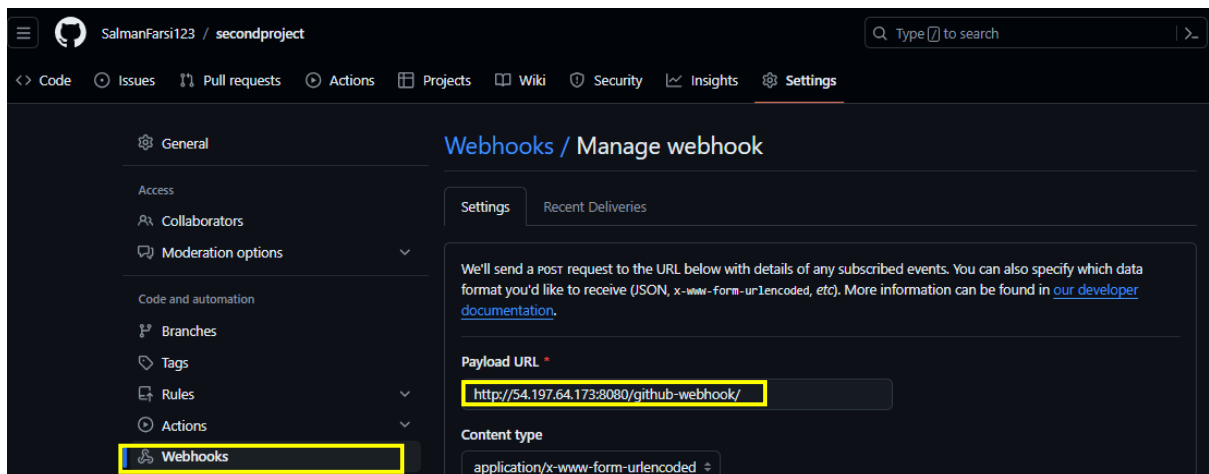 SalmanFarsi123 / secondproject
Type / to search
Code Issues Pull requests Actions Projects Wiki Security Insights Settings
General
Access
Collaborators
Moderation options
Code and automation
Branches
Tags
Rules
Actions
Webhooks
Webhooks / Manage webhook
Settings Recent Deliveries
We'll send a POST request to the URL below with details of any subscribed events. You can also specify which data
format you'd like to receive (JSON, x-www-form-urlencoded, etc). More information can be found in our developer
documentation.
Payload URL *
http://54.197.64.173:8080/github-webhook/
Content type
application/x-www-form-urlencoded